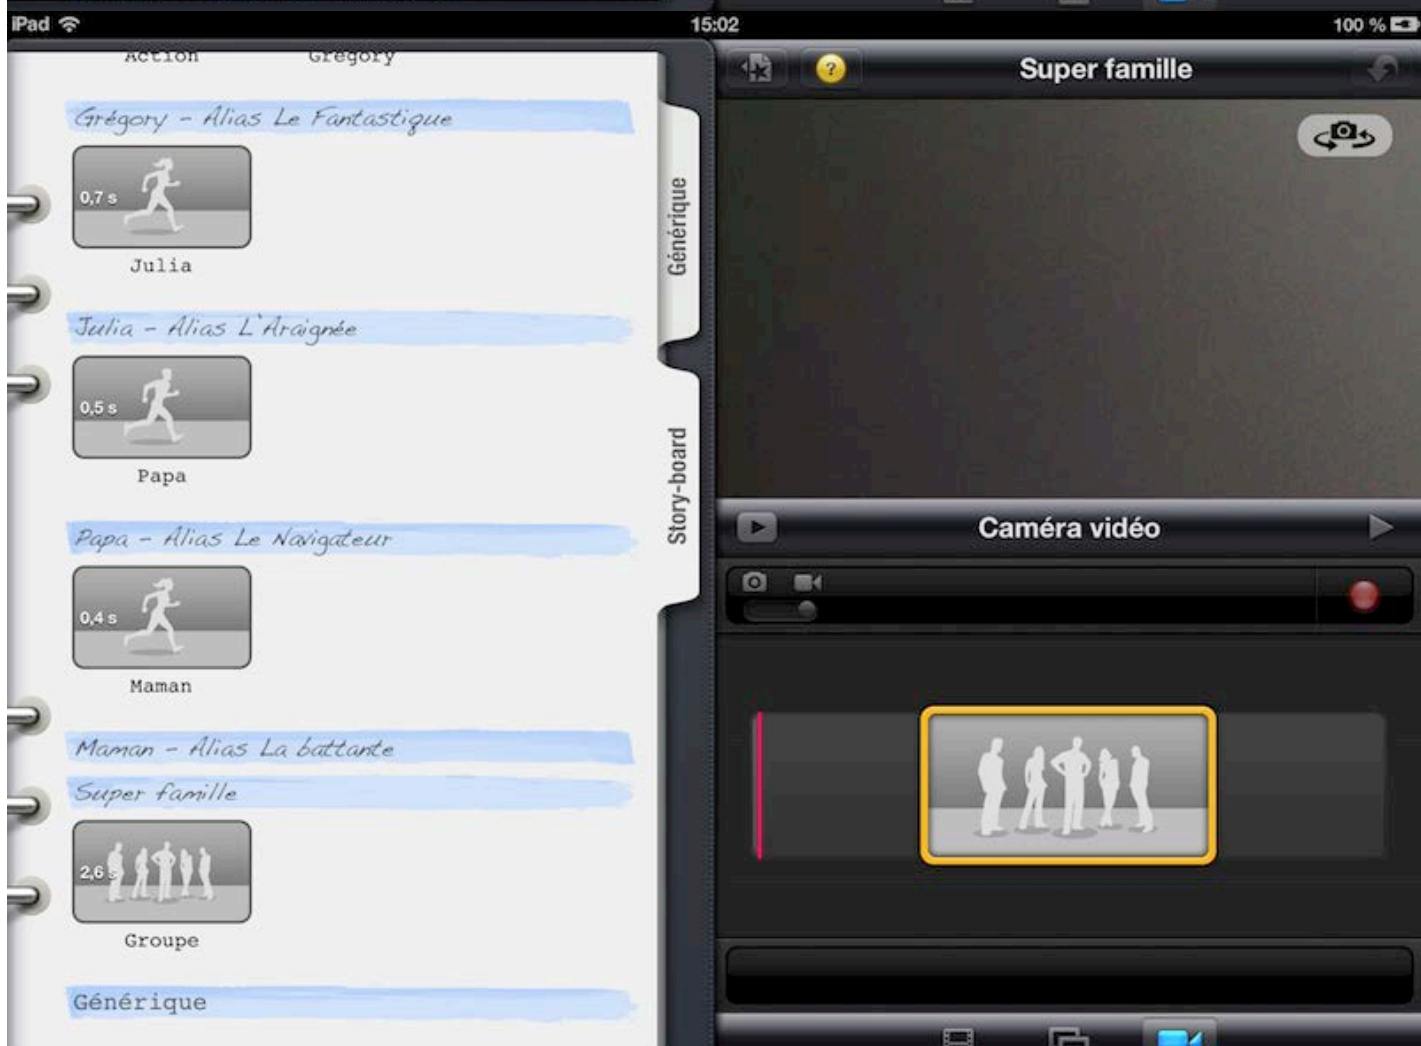 iPad 15:02 100 %
Action Grégory
Grégory - Alias Le Fantastique
0,7 s
Julia
Julia - Alias L'Araignée
0,5 s
Papa
Papa - Alias Le Navigateur
0,4 s
Maman
Maman - Alias La battante
Super famille
2,6 s
Groupe
Générique
Générique
Story-board
?
Super famille
Caméra vidéo